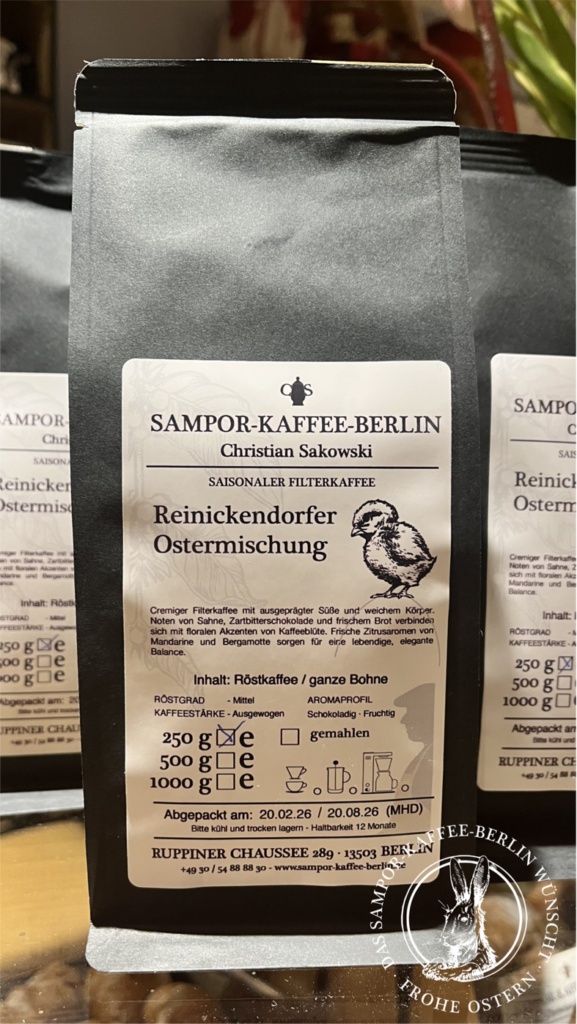 C S
SAMPOR-KAFFEE-BERLIN
Christian Sakowski
SAISONALER FILTERKAFFEE
Reinickendorfer
Ostermischung
Cremiger Filterkaffee mit ausgeprägter Süße und weichem Körper.
Noten von Sahne, Zartbitterschokolade und frischem Brot verbinden
sich mit floralen Akzenten von Kaffeeblüte. Frische Zitrusaromen von
Mandarine und Bergamotte sorgen für eine lebendige, elegante
Balance.
Inhalt: Röstkaffee / ganze Bohne
RÖSTGRAD - Mittel
KAFFEESTÄRKE - Ausgewogen
AROMAPROFIL
Schokoladig · Fruchtig
250 g ☒ e
500 g ☐ e
1000 g ☐ e
☐ gemahlen
Abgepackt am: 20.02.26 / 20.08.26 (MHD)
Bitte kühl und trocken lagern - Haltbarkeit 12 Monate
RUPPINER CHAUSSEE 289 · 13503 BERLIN
+49 30 / 54 88 88 30 - www.sampor-kaffee-berlin.de
DAS SAMPOR-KAFFEE-BERLIN WÜNSCHT
FROHE OSTERN